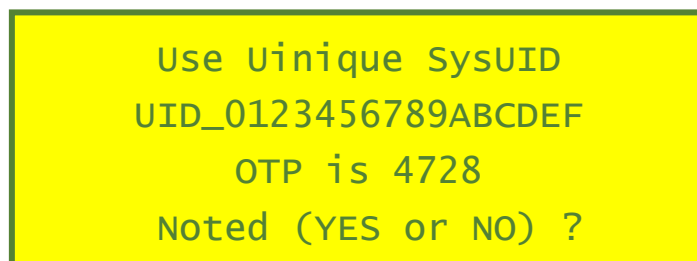 Use Uinique SysUID
UID_0123456789ABCDEF
OTP is 4728
Noted (YES or NO) ?